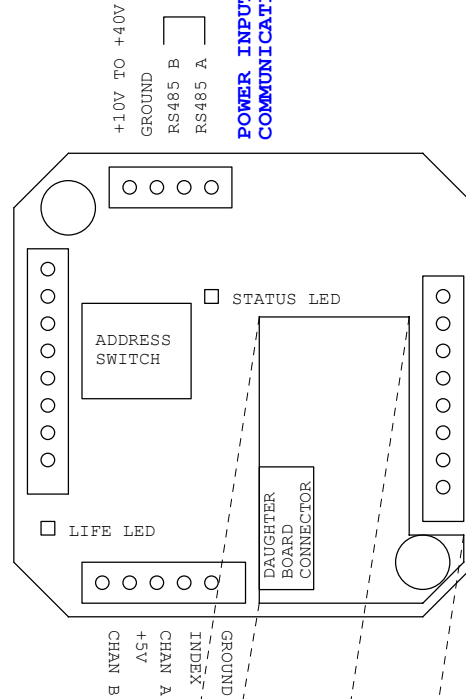 +10V TO +40V
GROUND
RS485 B
RS485 A
POWER INPUT
STATUS LED
ADDRESS
SWITCH
LIFE LED
DAUGHTER
BOARD
CONNECTOR
CHAN B
+5V
CHAN A
INDEX
GROUND